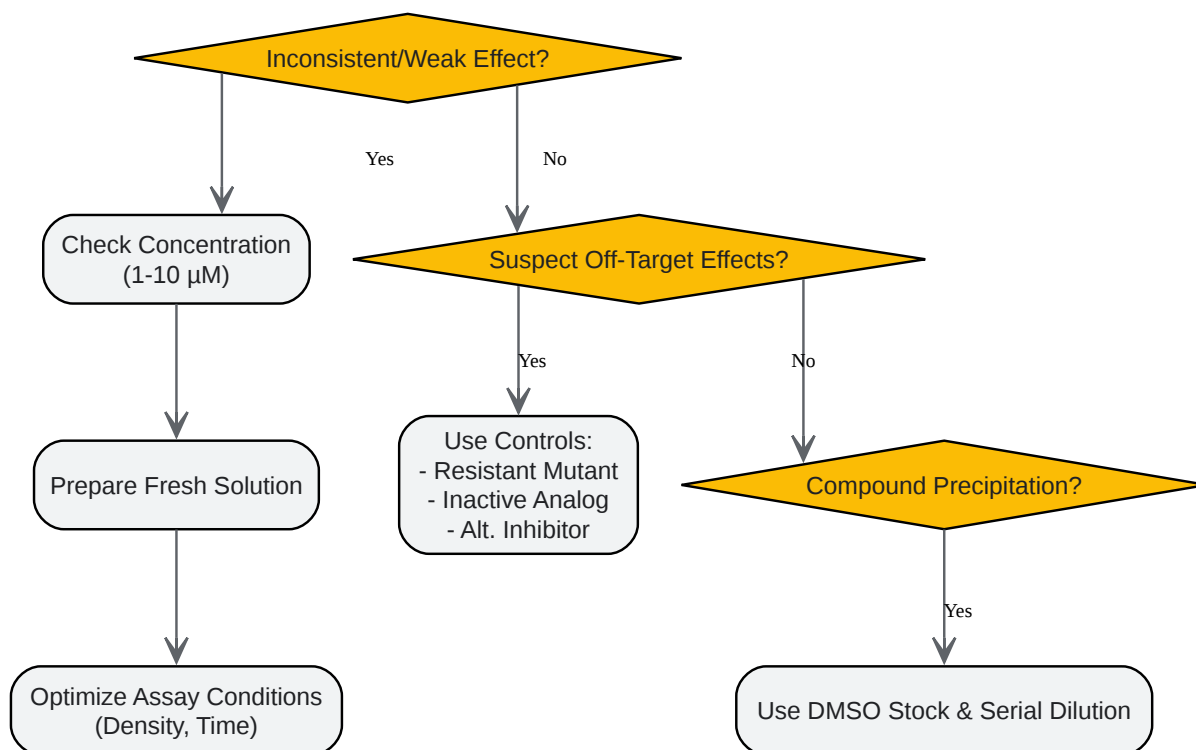 Inconsistent/Weak Effect?
Yes
No
Check Concentration
(1-10 µM)
Suspect Off-Target Effects?
Yes
No
Use Controls:
- Resistant Mutant
- Inactive Analog
- Alt. Inhibitor
Prepare Fresh Solution
Compound Precipitation?
Yes
Optimize Assay Conditions
(Density, Time)
Use DMSO Stock & Serial Dilution